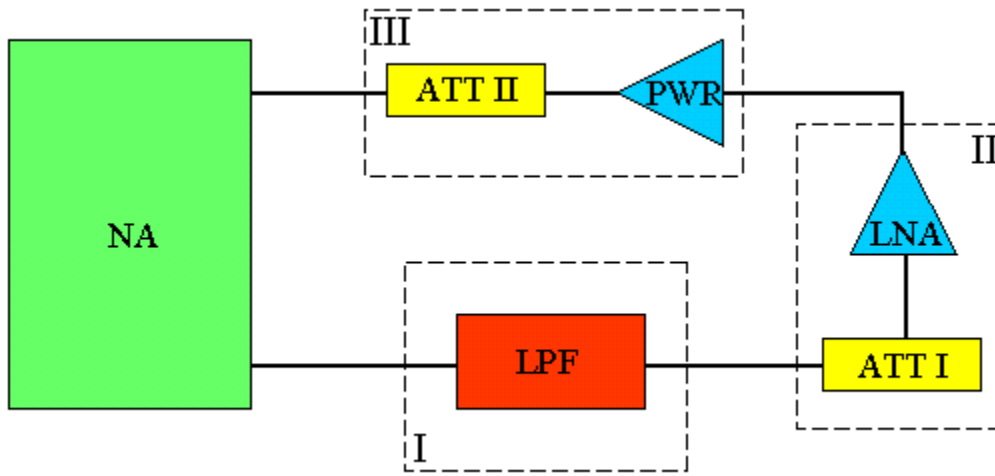 III
ATT II
PWR
II
NA
LNA
LPF
ATT I
I